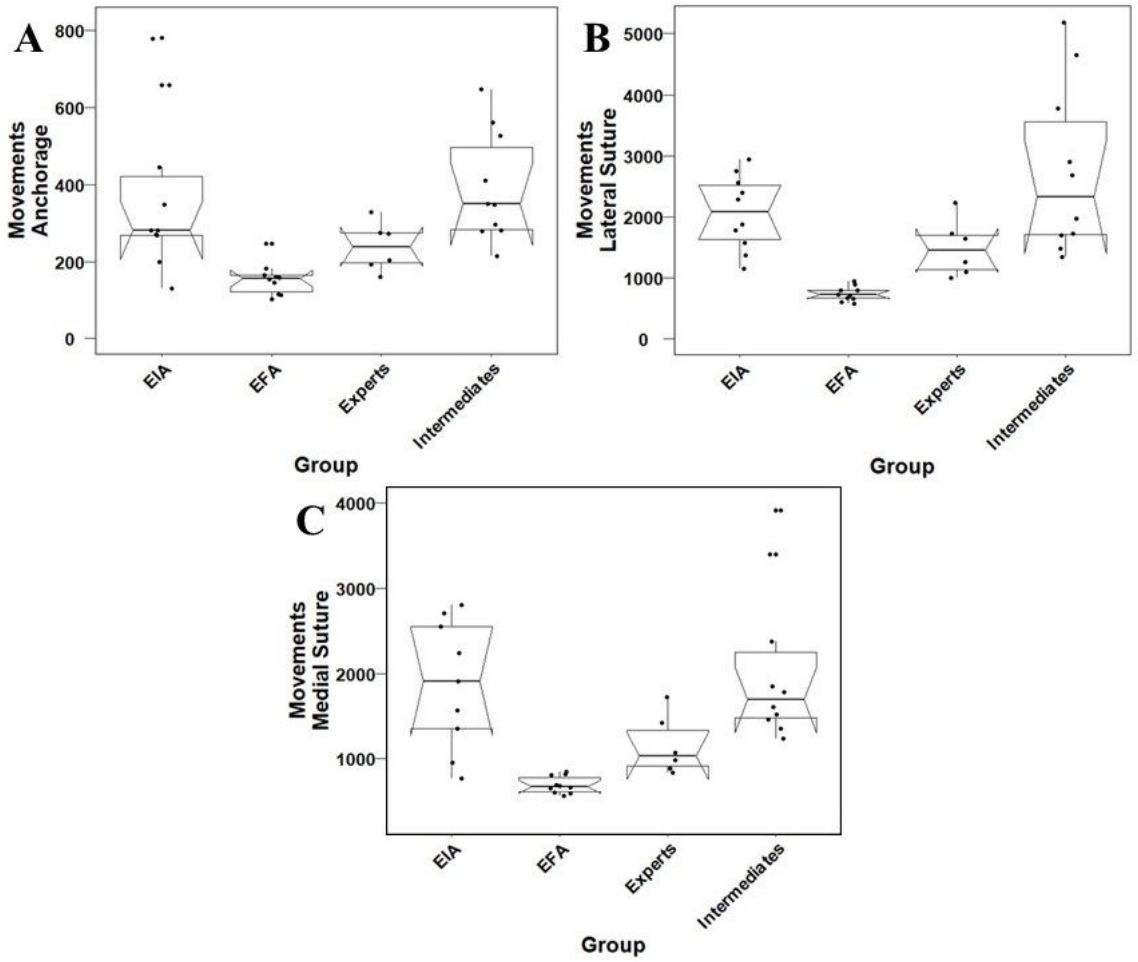 A
Movements
Anchorage
800
600
400
200
0
EIA
EFA
Experts
Intermediates
Group
B
Movements
Lateral Suture
5000
4000
3000
2000
1000
0
EIA
EFA
Experts
Intermediates
Group
C
Movements
Medial Suture
4000
3000
2000
1000
EIA
EFA
Experts
Intermediates
Group